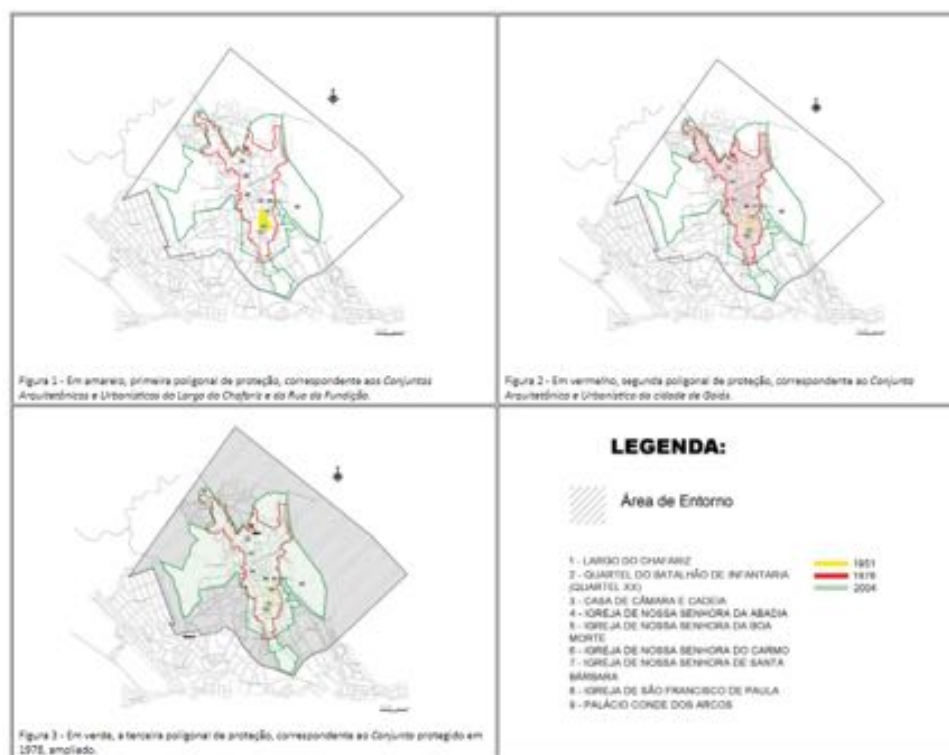 Figura 1 - Em amarelo, primeira poligonal de proteção, correspondente aos Conjuntos
Arquitetônicos e Urbanísticos do Largo do Chafariz e da Rua da Fundição.
Figura 2 - Em vermelho, segunda poligonal de proteção, correspondente ao Conjunto
Arquitetônico e Urbanístico da cidade de Goiás.
Figura 3 - Em verde, a terceira poligonal de proteção, correspondente ao Conjunto protegido em
1978, ampliado.
LEGENDA:
Área de Entorno
1 - LARGO DO CHAFARIZ
2 - QUARTEL DO BATALHÃO DE INFANTARIA
(QUARTEL XX)
3 - CASA DE CÂMARA E CADEIA
4 - IGREJA DE NOSSA SENHORA DA ABADIA
5 - IGREJA DE NOSSA SENHORA DA BOA
MORTE
6 - IGREJA DE NOSSA SENHORA DO CARMO
7 - IGREJA DE NOSSA SENHORA DE SANTA
BÁRBARA
8 - IGREJA DE SÃO FRANCISCO DE PAULA
9 - PALÁCIO CONDE DOS ARCOS
1951
1978
2004